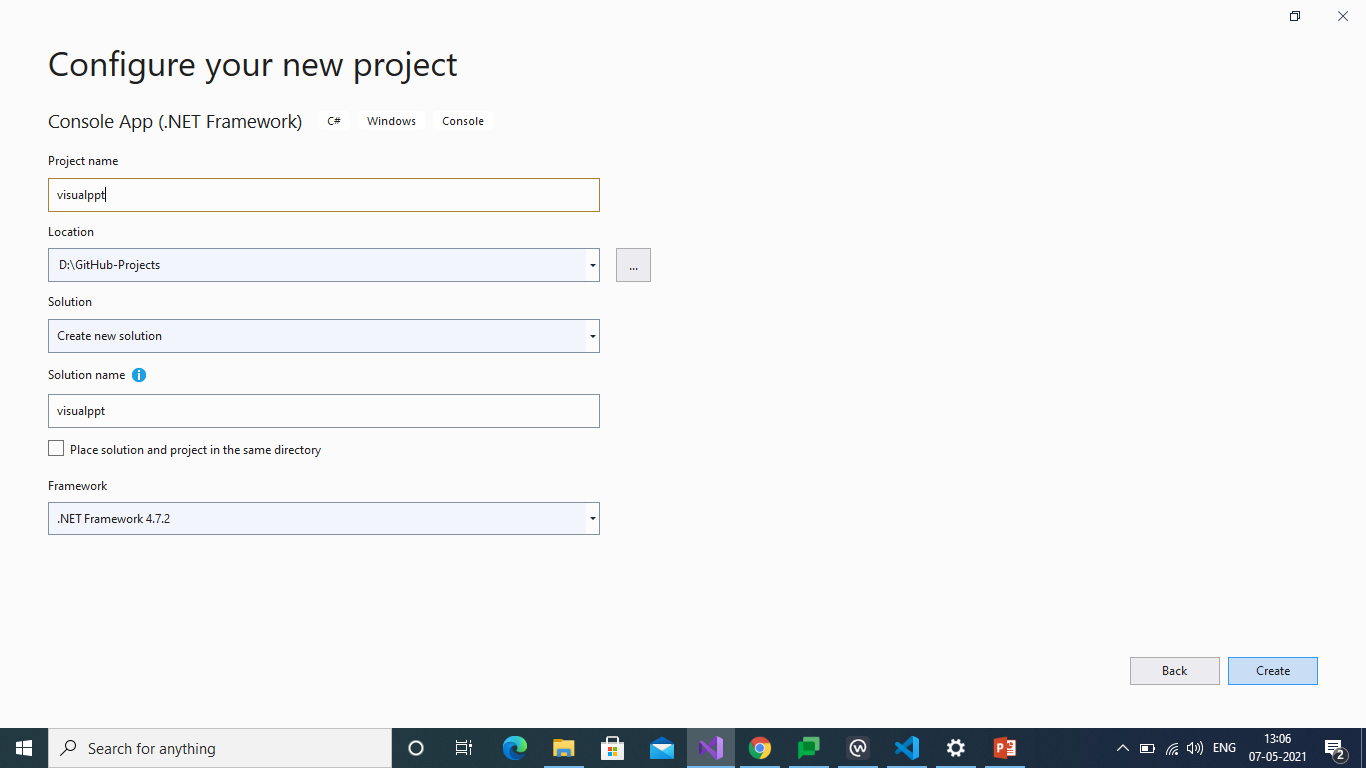 Configure your new project
Console App (.NET Framework) C# Windows Console
Project name
visualppt
Location
D:\GitHub-Projects
...
Solution
Create new solution
Solution name
visualppt
Place solution and project in the same directory
Framework
.NET Framework 4.7.2
Back Create
Search for anything
ENG
13:06
07-05-2021
2